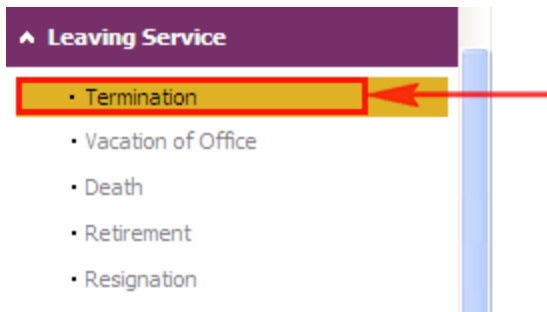 Leaving Service
Termination
Vacation of Office
Death
Retirement
Resignation